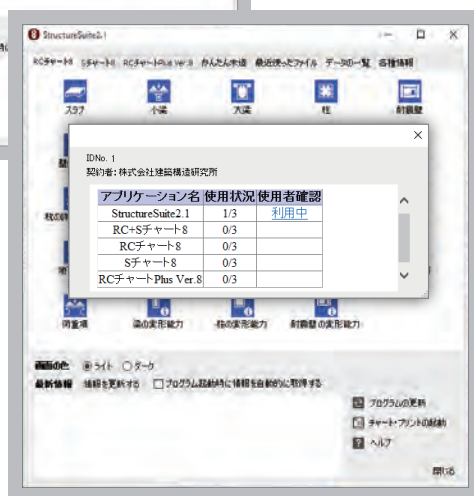 StructureSuite2.1
RCチャート8 Sチャート8 RCチャートPlus Ver.8 かんたん木造 最近使ったファイル データの一覧 各種情報
スラブ 小梁 大梁 柱 耐震壁
IDNo. 1
契約者: 株式会社建築構造研究所
アプリケーション名 使用状況 使用者確認
StructureSuite2.1 1/3 利用中
RC+Sチャート8 0/3
RCチャート8 0/3
Sチャート8 0/3
RCチャートPlus Ver.8 0/3
荷重項 梁の変形能力 柱の変形能力 耐震壁の変形能力
画面の色 ライト ダーク
最新情報 情報を更新する プログラム起動時に情報を自動的に取得する
プログラムの更新
チャート・プリントの起動
ヘルプ
閉じる